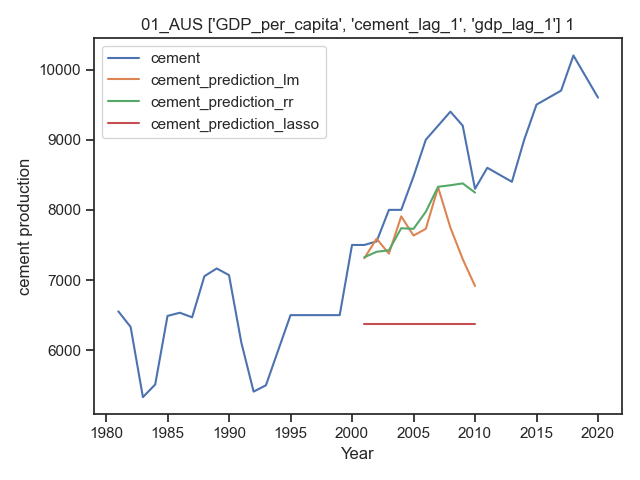 01_AUS ['GDP_per_capita', 'cement_lag_1', 'gdp_lag_1'] 1
cement
cement_prediction_lm
cement_prediction_rr
cement_prediction_lasso
10000
9000
8000
7000
6000
cement production
1980
1985
1990
1995
2000
2005
2010
2015
2020
Year